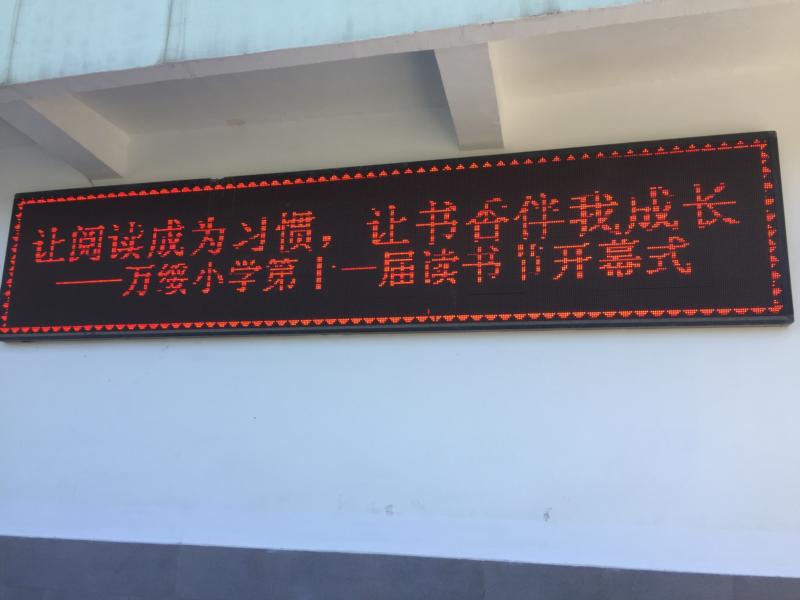 让阅读成为习惯，让书香伴我成长
——万绥小学第十一届读书节开幕式